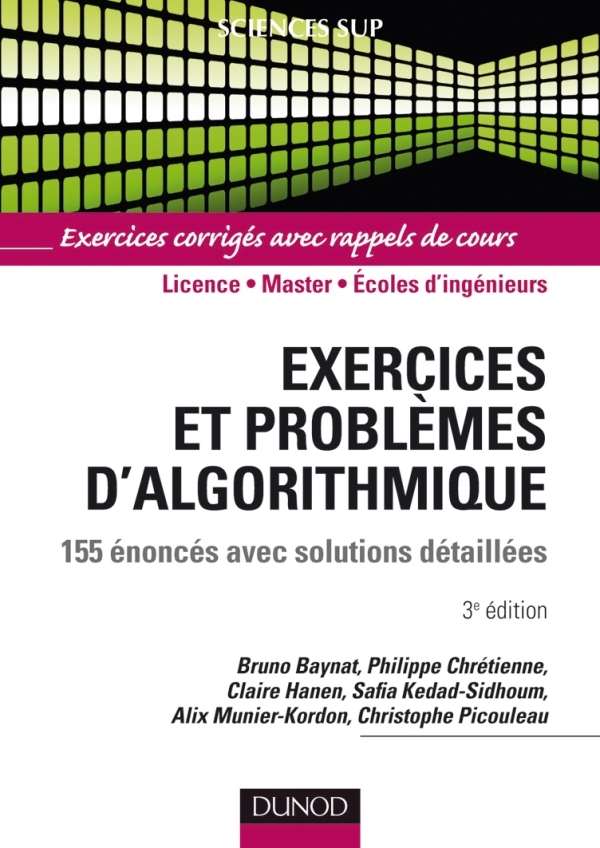 SCIENCES SUP
Exercices corrigés avec rappels de cours
Licence • Master • Écoles d'ingénieurs
EXERCICES
ET PROBLÈMES
D'ALGORITHMIQUE
155 énoncés avec solutions détaillées
3e édition
Bruno Baynat, Philippe Chrétienne,
Claire Hanen, Safia Kedad-Sidhoum,
Alix Munier-Kordon, Christophe Picouleau
DUNOD